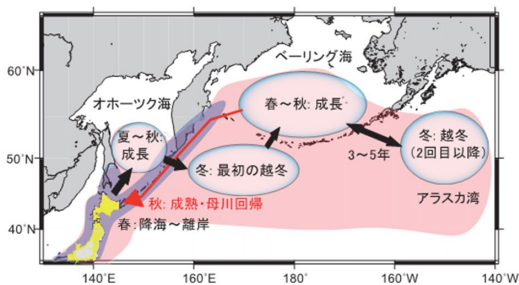 ベーリング海
60°N
オホーツク海
春～秋: 成長
夏～秋:
成長
冬: 越冬
(2回目以降)
50°N
冬: 最初の越冬
3～5年
アラスカ湾
秋: 成熟・母川回帰
春: 降海～離岸
40°N
140°E
160°E
180°
160°W
140°W